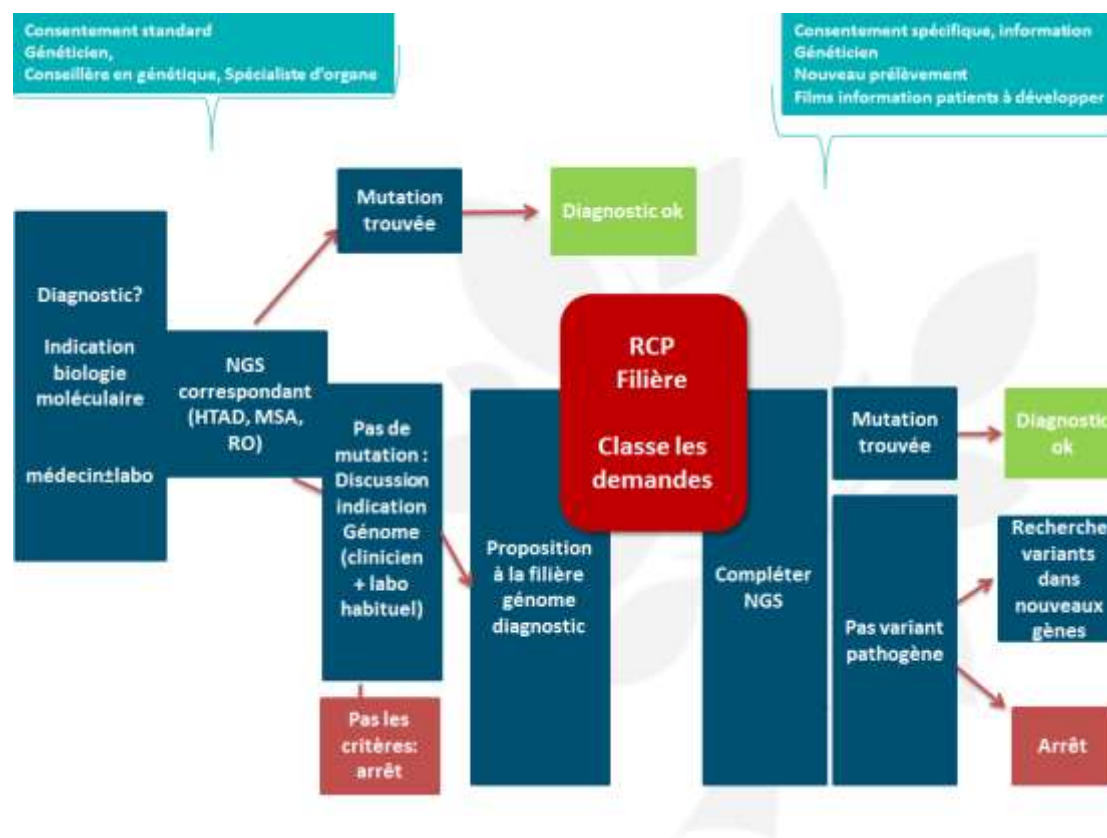 Consentement standard
Généticien,
Conseillère en génétique, Spécialiste d'organe
Consentement spécifique, information
Généticien
Nouveau prélèvement
Films information patients à développer
Mutation
trouvée
Diagnostic ok
Diagnostic?
Indication
biologie
moléculaire
médecin±labo
NGS
correspondant
(HTAD, MSA,
RO)
Pas de
mutation :
Discussion
indication
Génome
(clinicien
+ labo
habituel)
Pas les
critères:
arrêt
Proposition
à la filière
génome
diagnostic
RCP
Filière
Classe les
demandes
Compléter
NGS
Mutation
trouvée
Diagnostic
ok
Pas variant
pathogène
Recherche
variants
dans
nouveaux
gènes
Arrêt